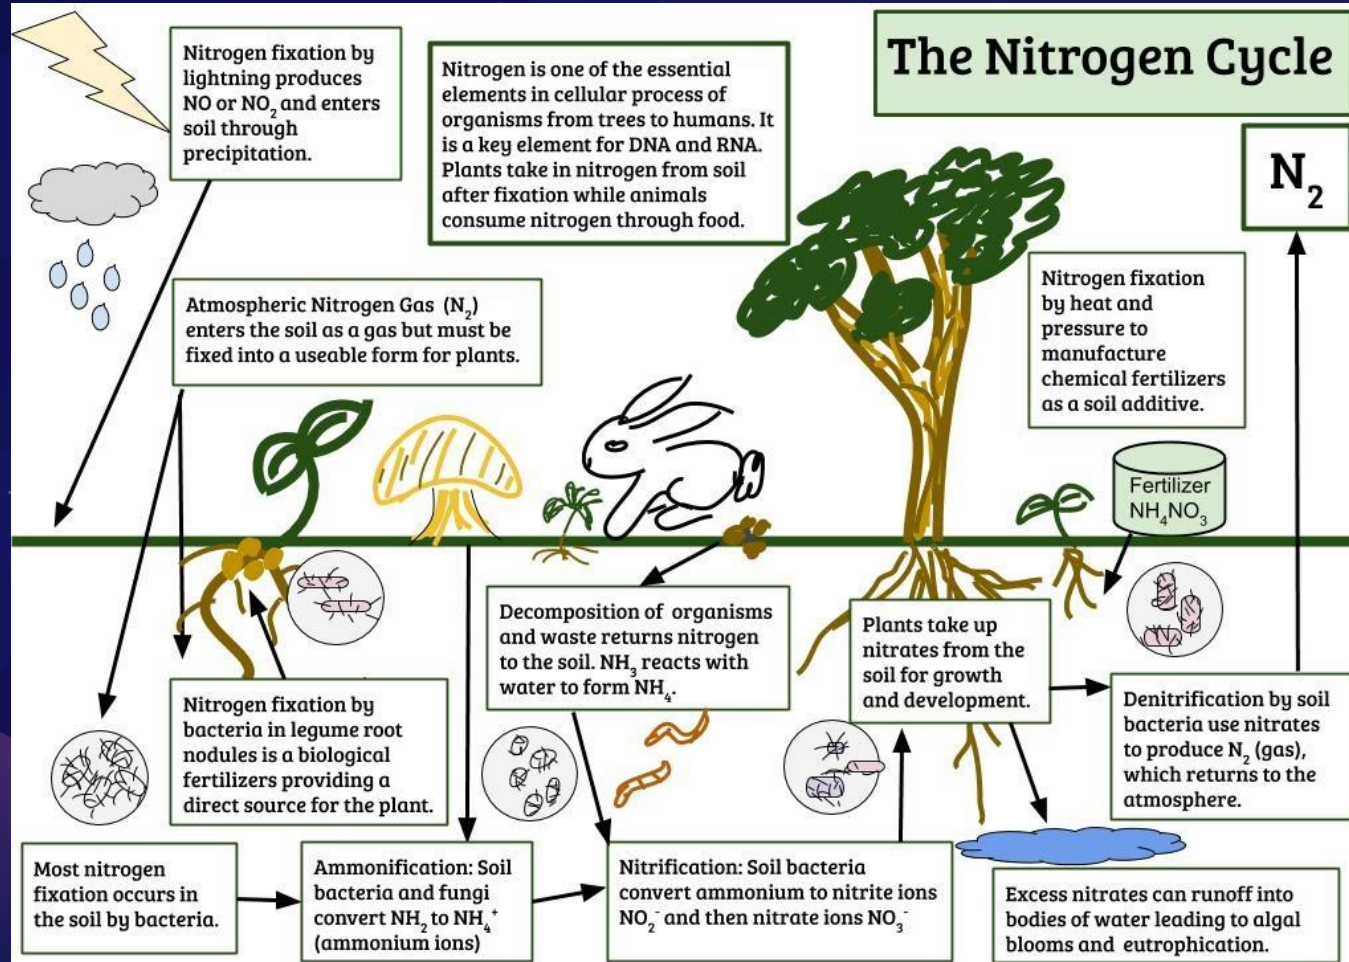 The Nitrogen Cycle
Nitrogen fixation by
lightning produces
NO or NO₂ and enters
soil through
precipitation.
Nitrogen is one of the essential
elements in cellular process of
organisms from trees to humans. It
is a key element for DNA and RNA.
Plants take in nitrogen from soil
after fixation while animals
consume nitrogen through food.
N₂
Atmospheric Nitrogen Gas (N₂)
enters the soil as a gas but must be
fixed into a useable form for plants.
Nitrogen fixation
by heat and
pressure to
manufacture
chemical fertilizers
as a soil additive.
Fertilizer
NH₄NO₃
Decomposition of organisms
and waste returns nitrogen
to the soil. NH₃ reacts with
water to form NH₄.
Plants take up
nitrates from the
soil for growth
and development.
Nitrogen fixation by
bacteria in legume root
nodules is a biological
fertilizers providing a
direct source for the plant.
Denitrification by soil
bacteria use nitrates
to produce N₂ (gas),
which returns to the
atmosphere.
Most nitrogen
fixation occurs in
the soil by bacteria.
Ammonification: Soil
bacteria and fungi
convert NH₂ to NH₄⁺
(ammonium ions)
Nitrification: Soil bacteria
convert ammonium to nitrite ions
NO₂⁻ and then nitrate ions NO₃⁻
Excess nitrates can runoff into
bodies of water leading to algal
blooms and eutrophication.